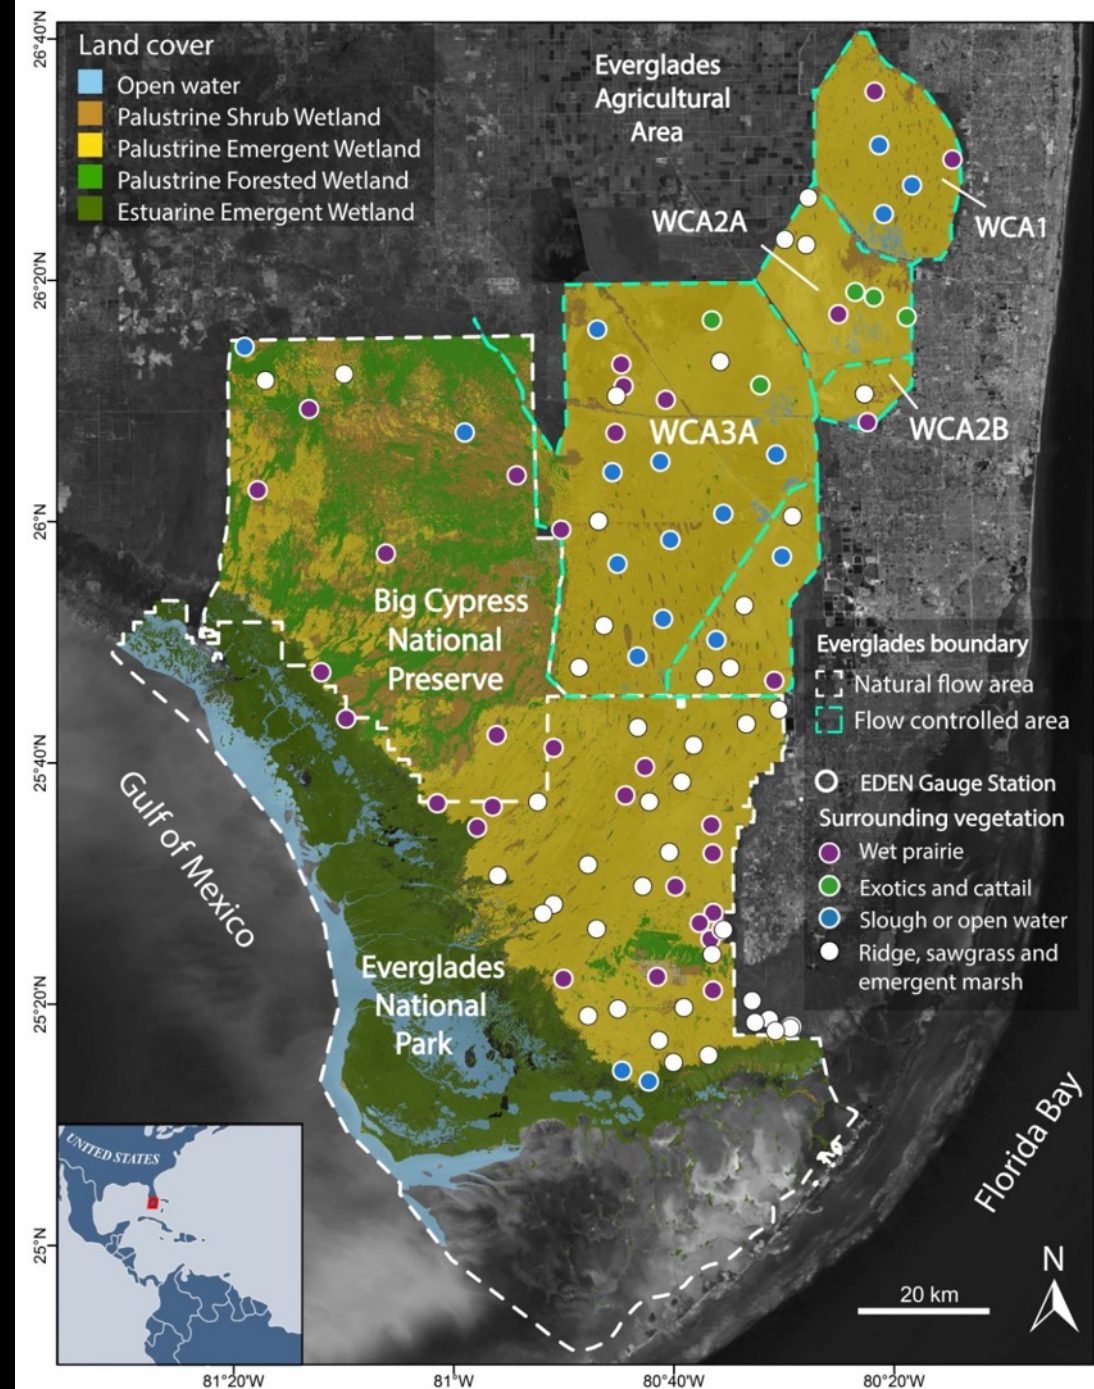 Land cover
Open water
Palustrine Shrub Wetland
Palustrine Emergent Wetland
Palustrine Forested Wetland
Estuarine Emergent Wetland
Everglades
Agricultural
Area
WCA2A
WCA1
WCA2B
WCA3A
Big Cypress
National
Preserve
Gulf of Mexico
Everglades
National
Park
Florida Bay
Everglades boundary
Natural flow area
Flow controlled area
EDEN Gauge Station
Surrounding vegetation
Wet prairie
Exotics and cattail
Slough or open water
Ridge, sawgrass and
emergent marsh
UNITED STATES
20 km
N
26°40'N
26°20'N
26°N
25°40'N
25°20'N
25°N
81°20'W
81°W
80°40'W
80°20'W